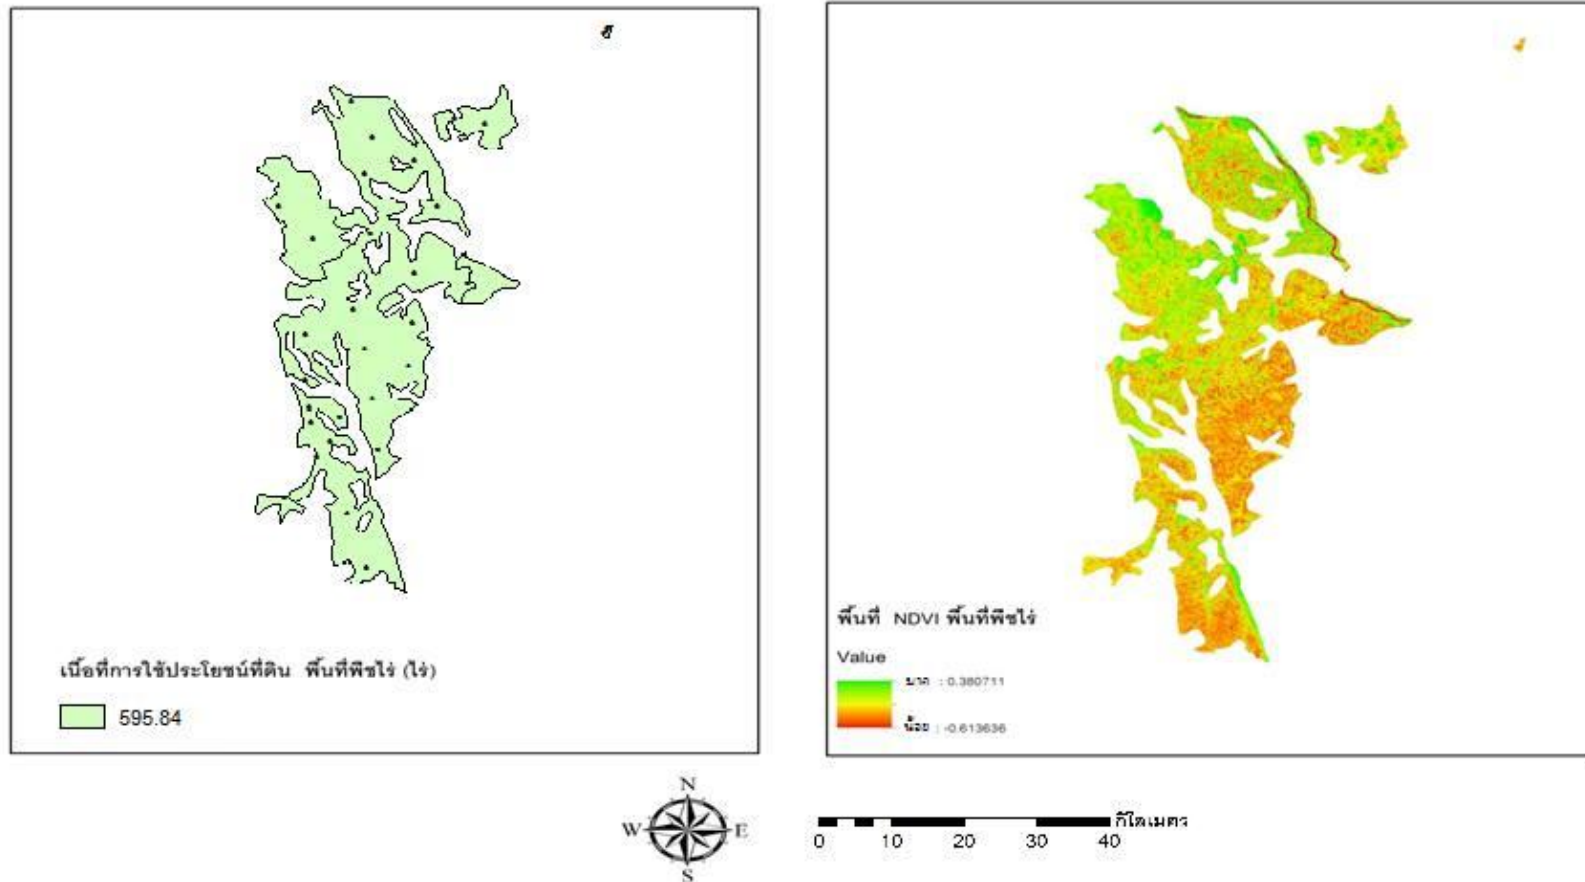 เนื้อที่การใช้ประโยชน์ที่ดิน พื้นที่พืชไร่ (ไร่)
595.84
พื้นที่ NDVI พื้นที่พืชไร่
Value
มาก : 0.380711
น้อย : -0.613636
N
W E
S
กิโลเมตร
0 10 20 30 40